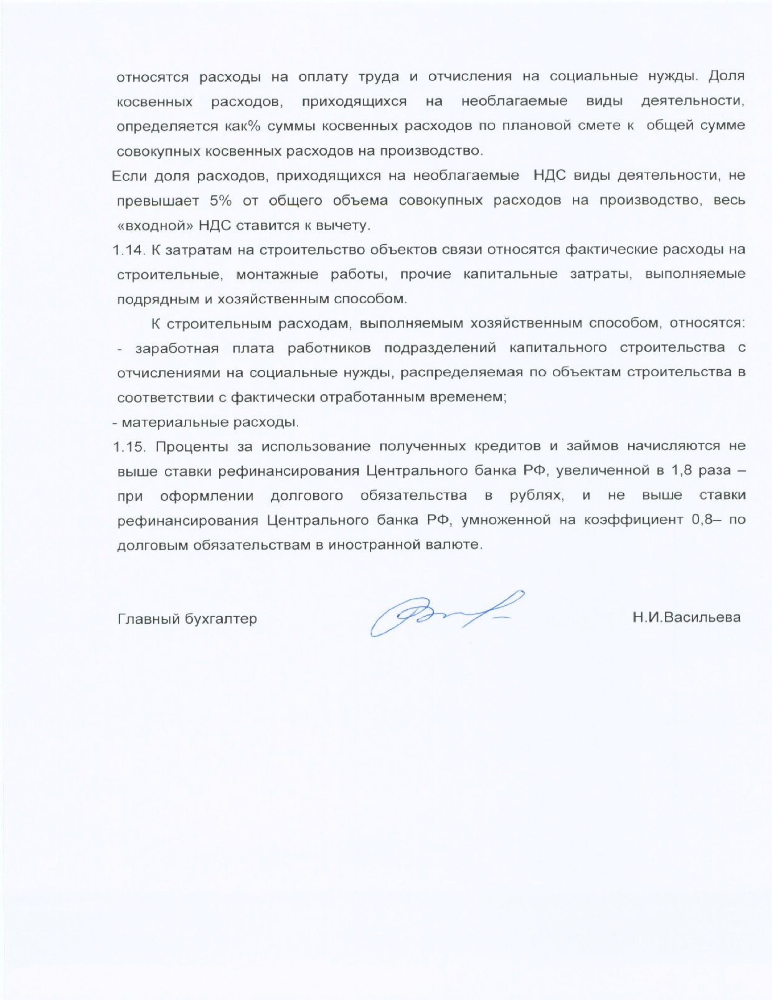 относятся расходы на оплату труда и отчисления на социальные нужды. Доля
косвенных расходов, приходящихся на необлагаемые виды деятельности,
определяется как% суммы косвенных расходов по плановой смете к общей сумме
совокупных косвенных расходов на производство.
Если доля расходов, приходящихся на необлагаемые НДС виды деятельности, не
превышает 5% от общего объема совокупных расходов на производство, весь
«входной» НДС ставится к вычету.
1.14. К затратам на строительство объектов связи относятся фактические расходы на
строительные, монтажные работы, прочие капитальные затраты, выполняемые
подрядным и хозяйственным способом.
К строительным расходам, выполняемым хозяйственным способом, относятся:
- заработная плата работников подразделений капитального строительства с
отчислениями на социальные нужды, распределяемая по объектам строительства в
соответствии с фактически отработанным временем;
- материальные расходы.
1.15. Проценты за использование полученных кредитов и займов начисляются не
выше ставки рефинансирования Центрального банка РФ, увеличенной в 1,8 раза –
при оформлении долгового обязательства в рублях, и не выше ставки
рефинансирования Центрального банка РФ, умноженной на коэффициент 0,8– по
долговым обязательствам в иностранной валюте.
Главный бухгалтер Н.И.Васильева